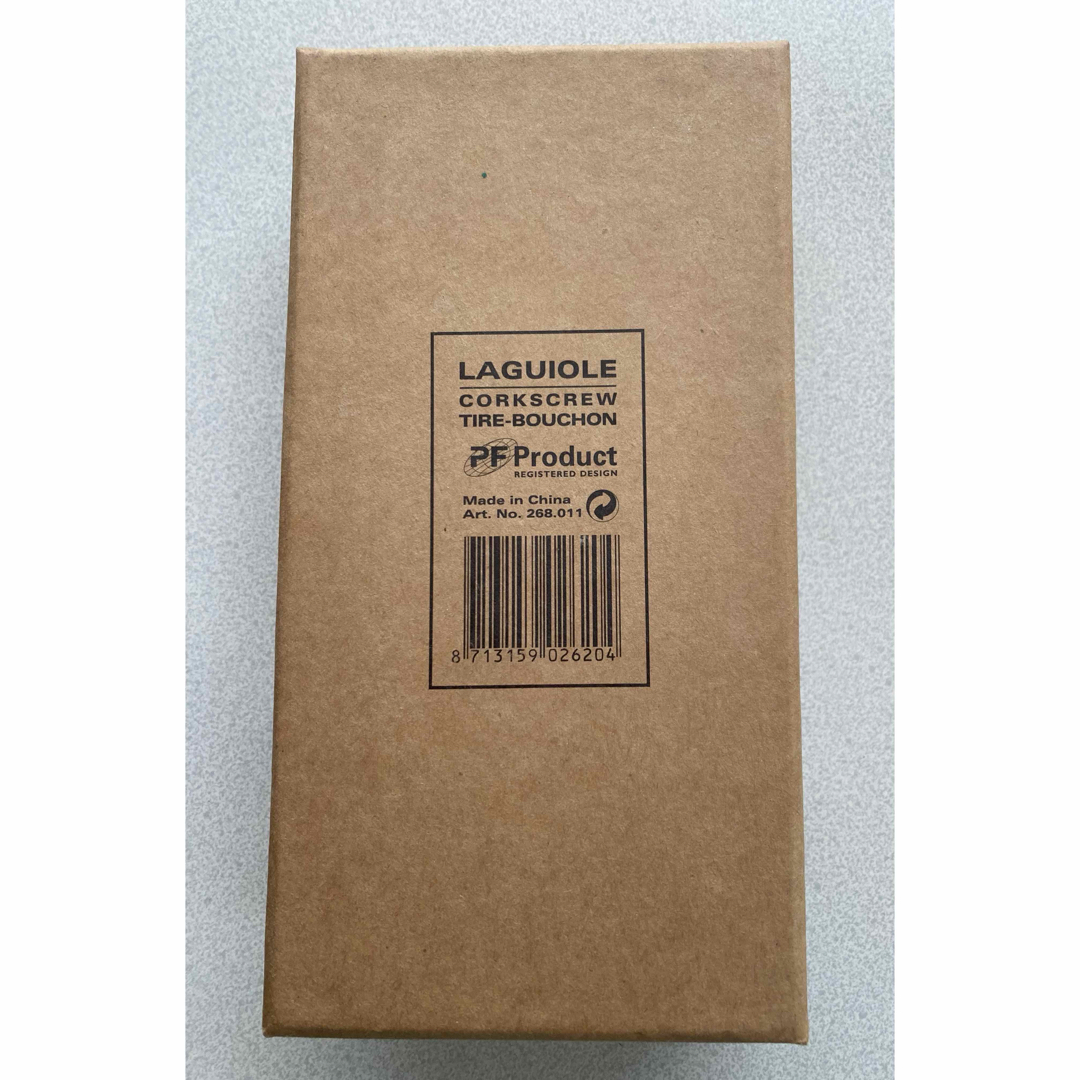 LAGUIOLE
CORKSCREW
TIRE-BOUCHON
PF Product
REGISTERED DESIGN
Made in China
Art. No. 268.011
8 713159 026204